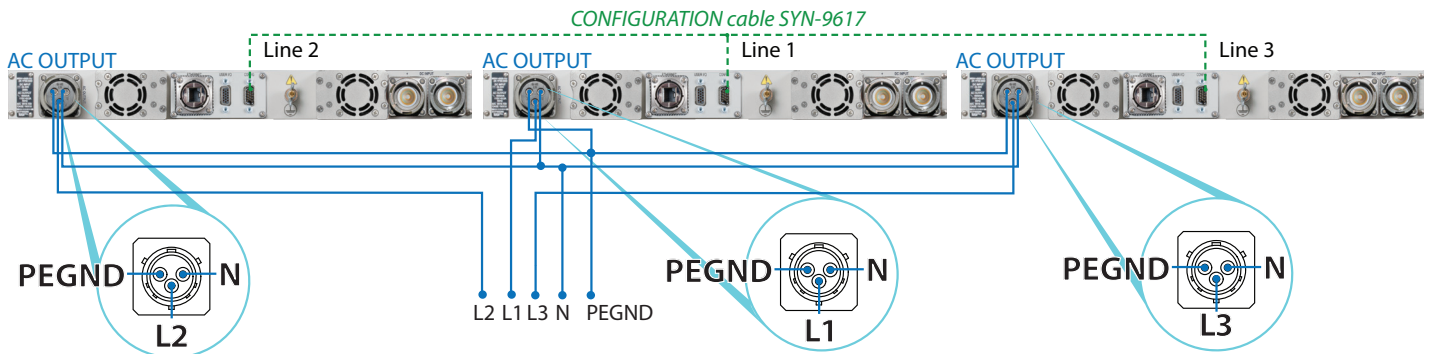 CONFIGURATION cable SYN-9617
AC OUTPUT
Line 2
AC OUTPUT
Line 1
AC OUTPUT
Line 3
PEGND
N
L2
L2 L1 L3 N PEGND
PEGND
N
L1
PEGND
N
L3